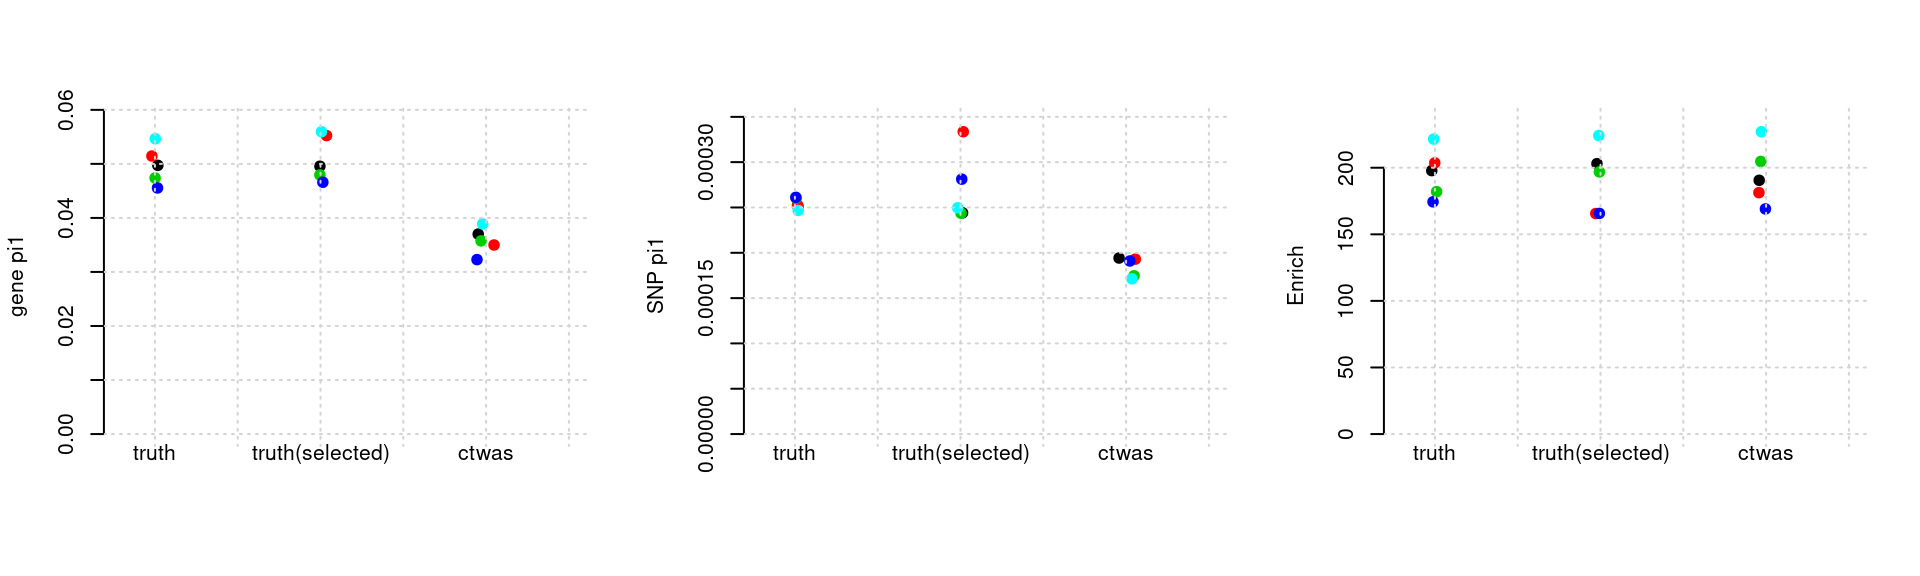 gene pi1
0.06
0.04
0.02
0.00
truth
truth(selected)
ctwas
SNP pi1
0.00030
0.00015
0.00000
truth
truth(selected)
ctwas
Enrich
200
150
100
50
0
truth
truth(selected)
ctwas